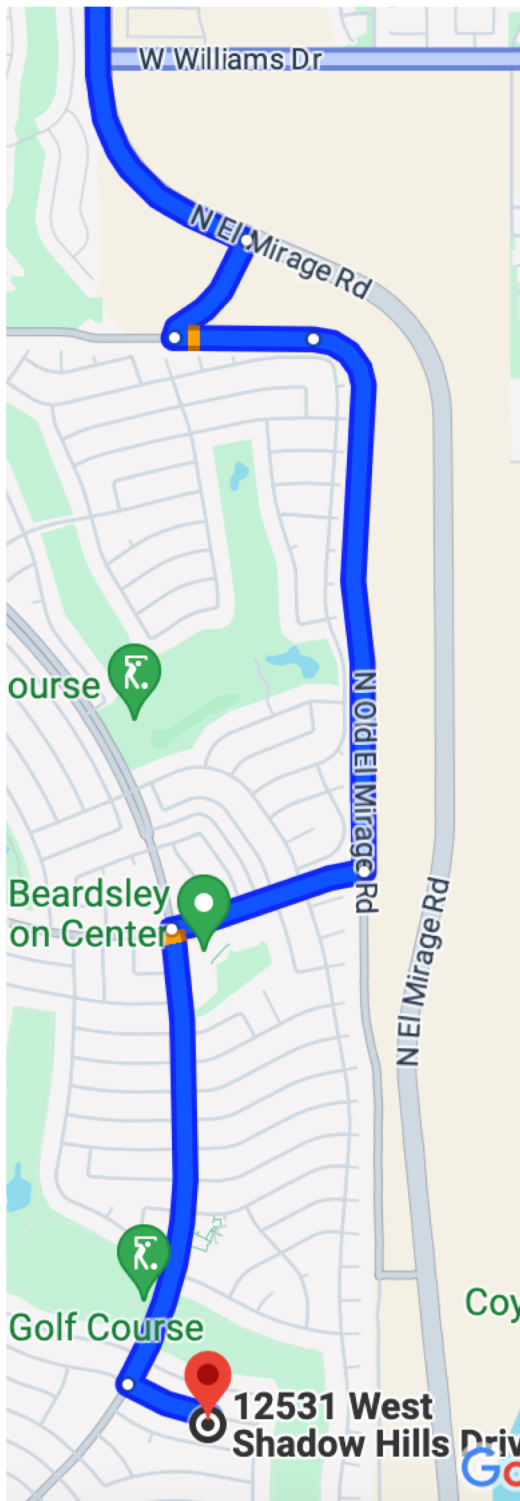 W Williams Dr
N El Mirage Rd
ourse
N Old El Mirage Rd
Beardsley
on Center
N El Mirage Rd
Coy
Golf Course
12531 West
Shadow Hills Driv
Go